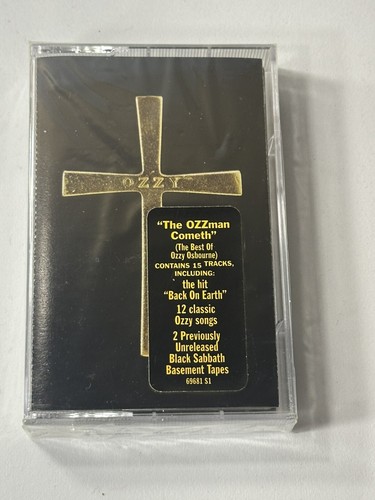 OZZY
"The OZZman
Cometh"
(The Best Of
Ozzy Osbourne)
CONTAINS 15 TRACKS,
INCLUDING:
the hit
"Back On Earth"
12 classic
Ozzy songs
2 Previously
Unreleased
Black Sabbath
Basement Tapes
69681 S1